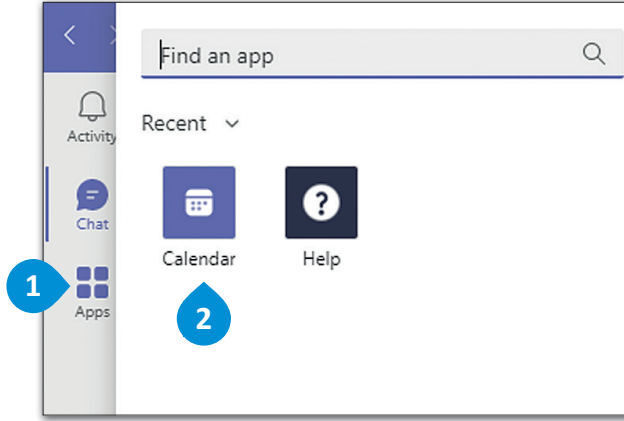 Find an app
Activity
Recent
Chat
Calendar
Help
1
Apps
2